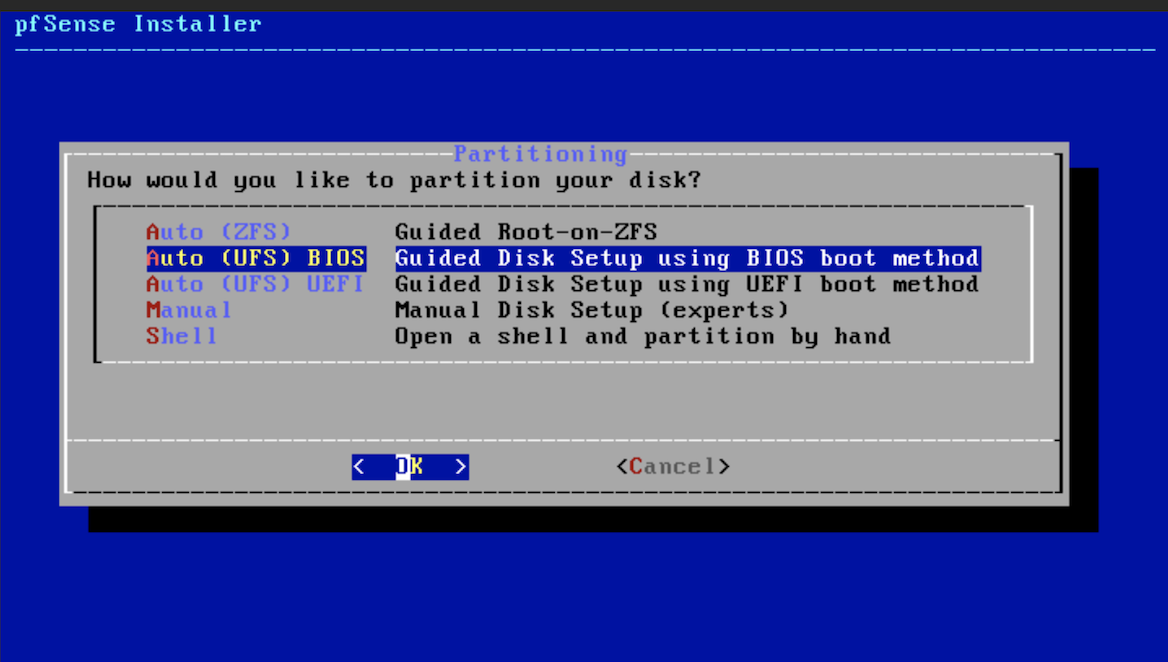 pfSense Installer
Partitioning
How would you like to partition your disk?
Auto (ZFS) Guided Root-on-ZFS
Auto (UFS) BIOS Guided Disk Setup using BIOS boot method
Auto (UFS) UEFI Guided Disk Setup using UEFI boot method
Manual Manual Disk Setup (experts)
Shell Open a shell and partition by hand
< OK > <Cancel>